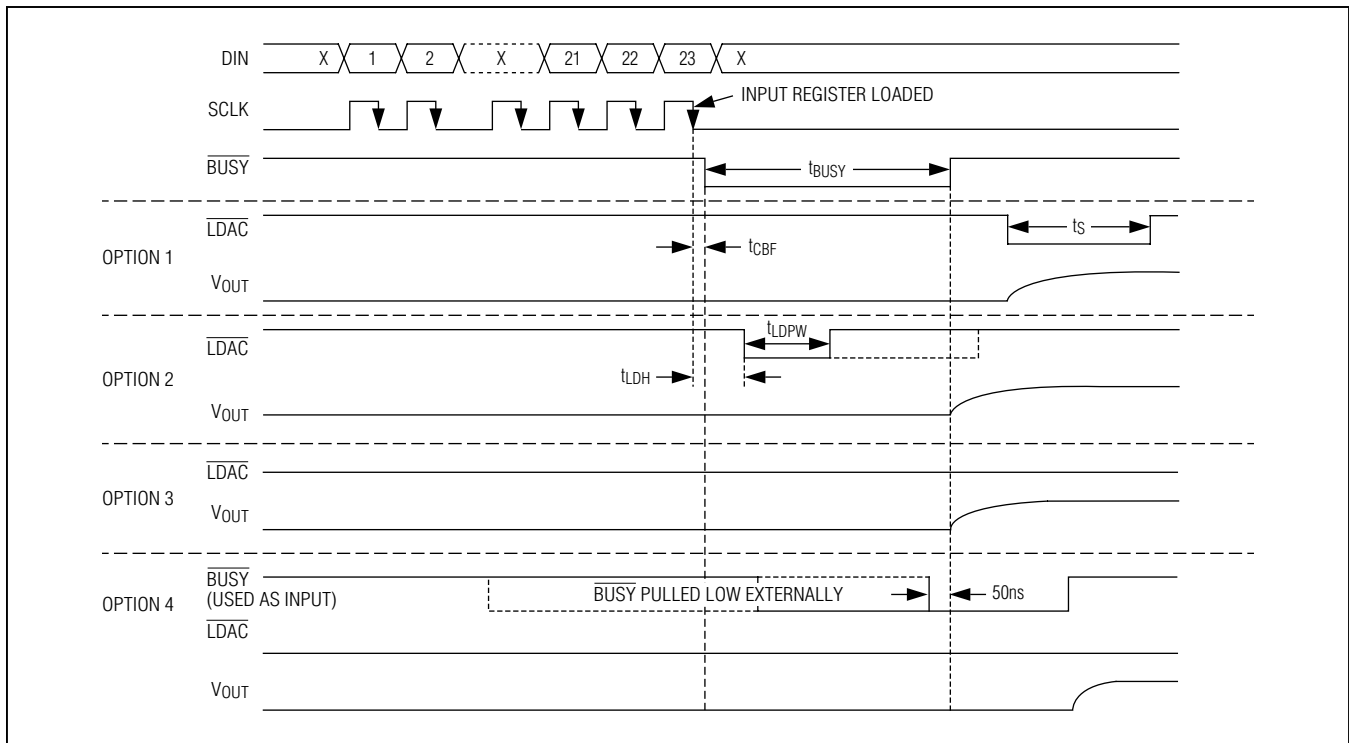 DIN X 1 2 X 21 22 23 X
SCLK INPUT REGISTER LOADED
BUSY tBUSY
LDAC tS
OPTION 1 tCBF
VOUT
LDAC tLDPW
OPTION 2 tLDH
VOUT
LDAC
OPTION 3
VOUT
BUSY
OPTION 4 (USED AS INPUT) BUSY PULLED LOW EXTERNALLY 50ns
LDAC
VOUT